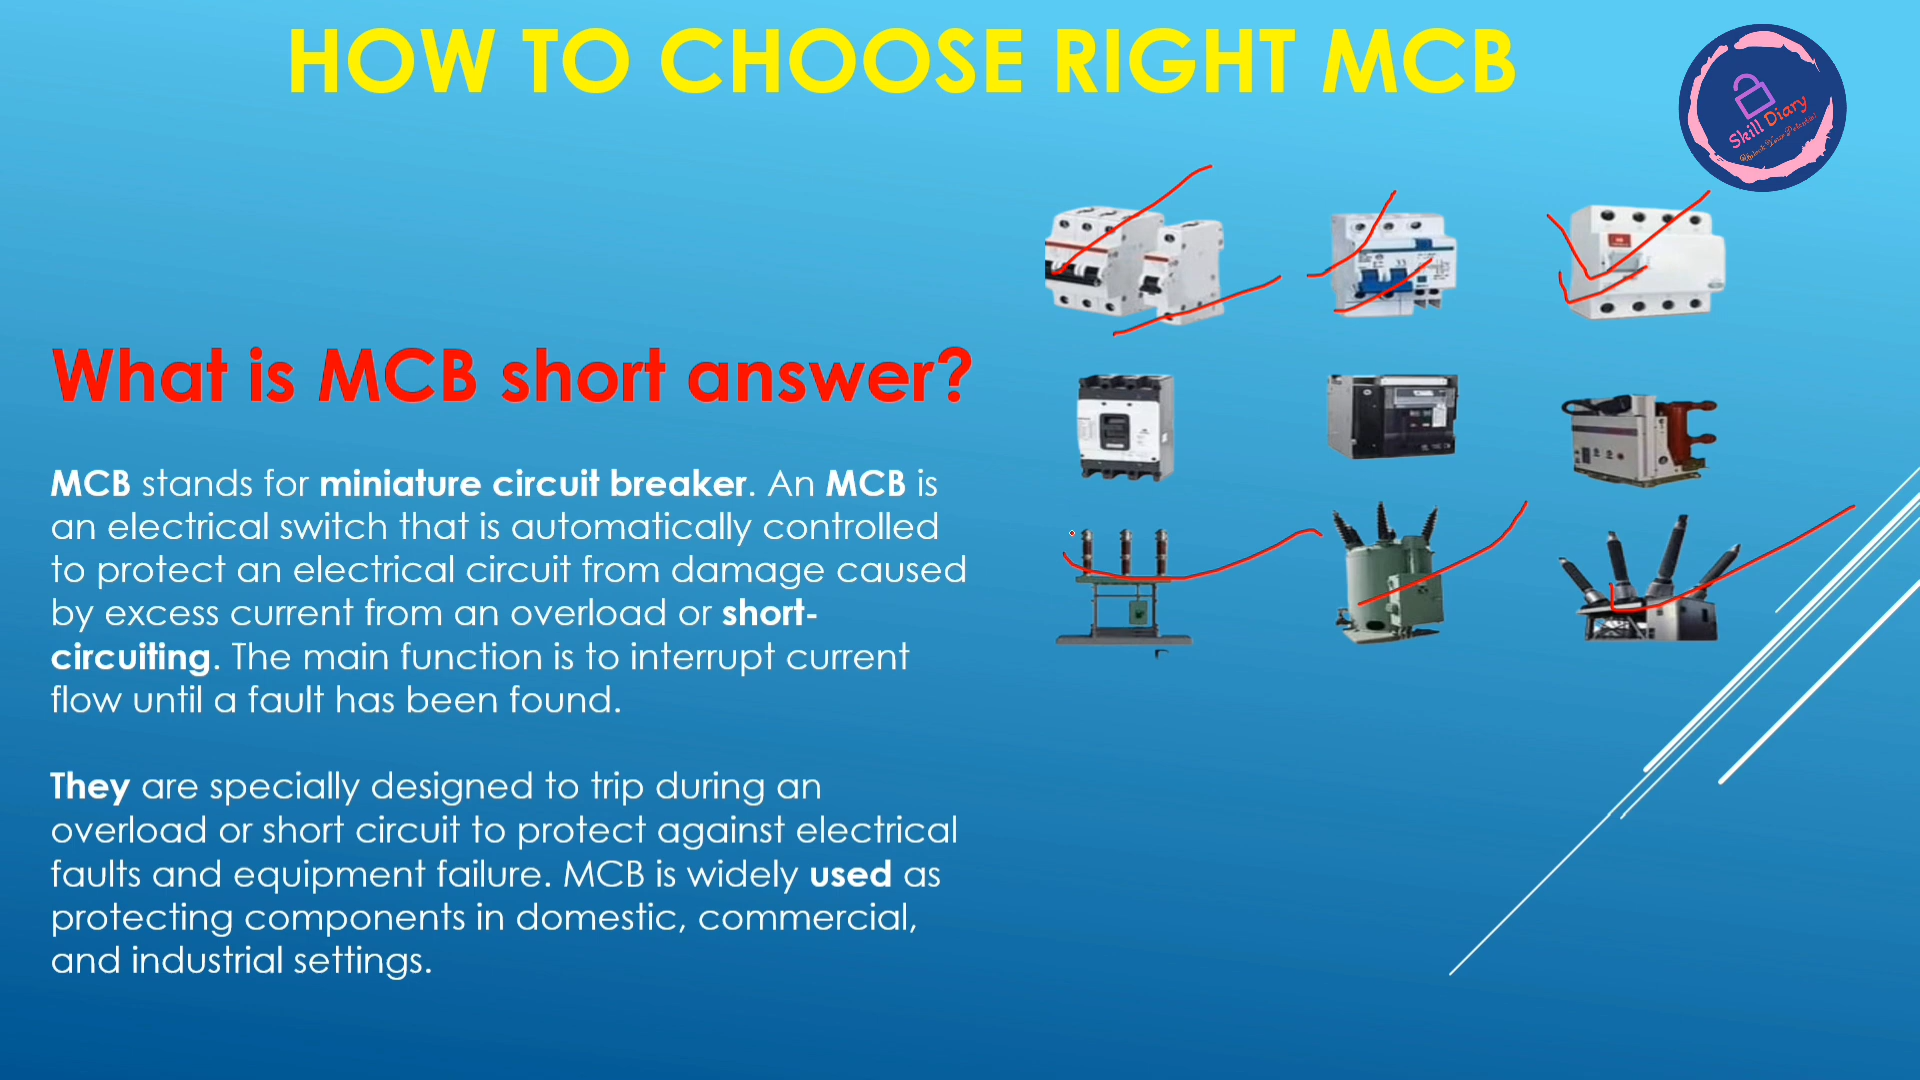 HOW TO CHOOSE RIGHT MCB
Skill Diary
Unlock Your Potential
What is MCB short answer?
MCB stands for miniature circuit breaker. An MCB is
an electrical switch that is automatically controlled
to protect an electrical circuit from damage caused
by excess current from an overload or short-
circuiting. The main function is to interrupt current
flow until a fault has been found.
They are specially designed to trip during an
overload or short circuit to protect against electrical
faults and equipment failure. MCB is widely used as
protecting components in domestic, commercial,
and industrial settings.